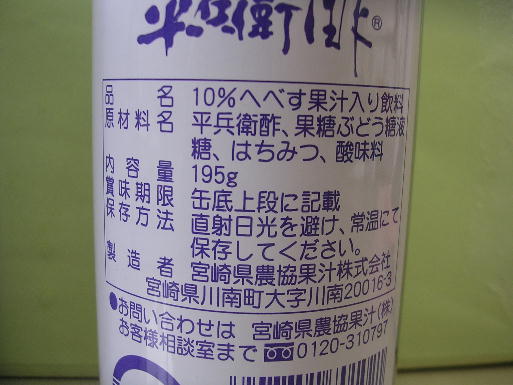 平兵衛酢®
品名 10%へべす果汁入り飲料
原材料名 平兵衛酢、果糖ぶどう糖液
糖、はちみつ、酸味料
内容量 195g
賞味期限 缶底上段に記載
保存方法 直射日光を避け、常温にて
保存してください。
製造者 宮崎県農協果汁株式会社
宮崎県川南町大字川南20016-3
●お問い合わせは 宮崎県農協果汁(株)
お客様相談室まで 0120-310797